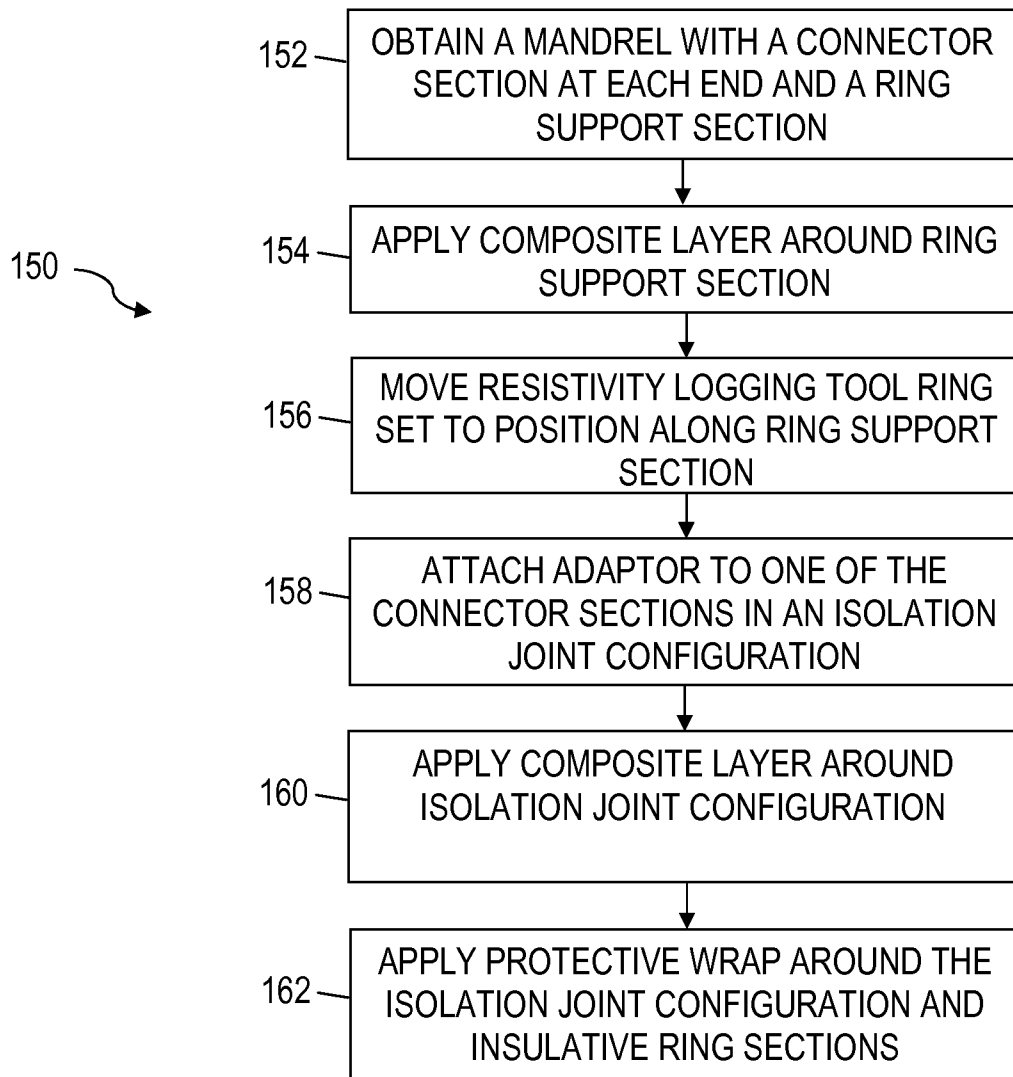 152
OBTAIN A MANDREL WITH A CONNECTOR
SECTION AT EACH END AND A RING
SUPPORT SECTION
154
APPLY COMPOSITE LAYER AROUND RING
SUPPORT SECTION
150
156
MOVE RESISTIVITY LOGGING TOOL RING
SET TO POSITION ALONG RING SUPPORT
SECTION
158
ATTACH ADAPTOR TO ONE OF THE
CONNECTOR SECTIONS IN AN ISOLATION
JOINT CONFIGURATION
160
APPLY COMPOSITE LAYER AROUND
ISOLATION JOINT CONFIGURATION
162
APPLY PROTECTIVE WRAP AROUND THE
ISOLATION JOINT CONFIGURATION AND
INSULATIVE RING SECTIONS